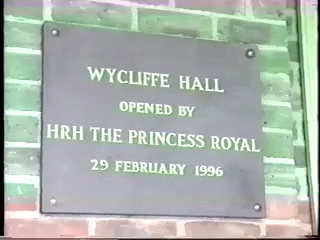 WYCLIFFE HALL
OPENED BY
HRH THE PRINCESS ROYAL
29 FEBRUARY 1996